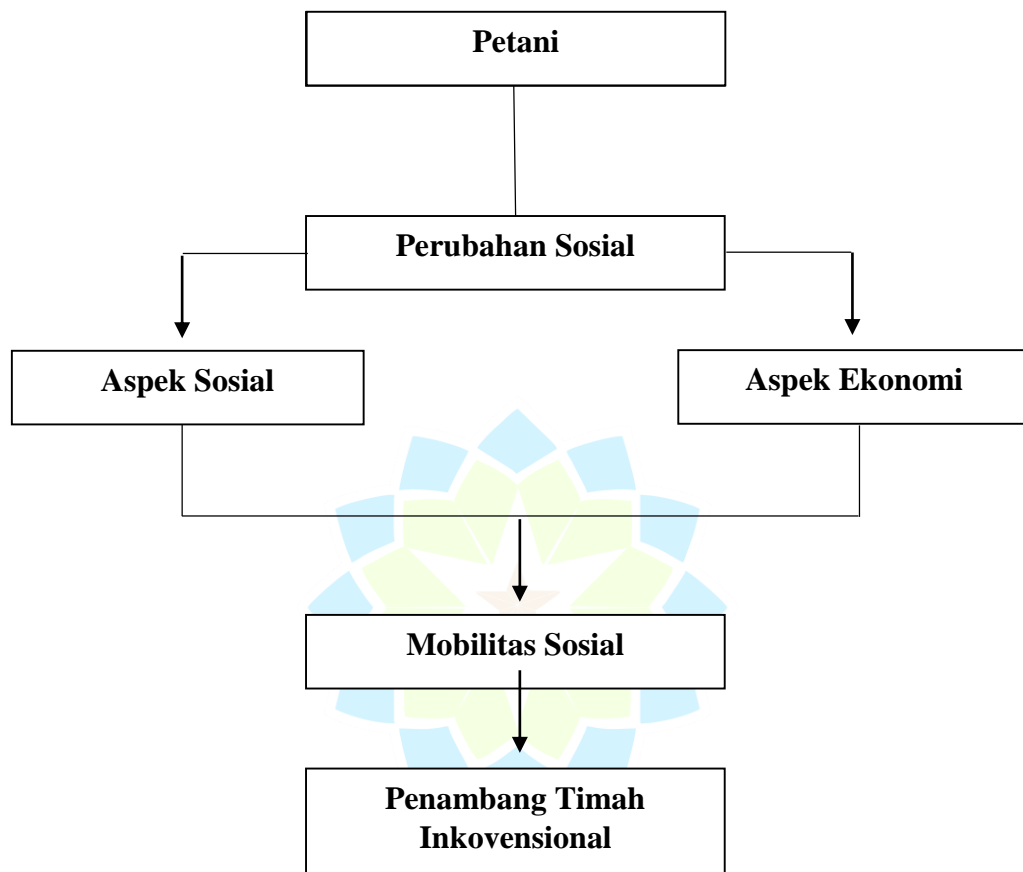 Petani
Perubahan Sosial
Aspek Sosial
Aspek Ekonomi
Mobilitas Sosial
Penambang Timah
Inkovensional